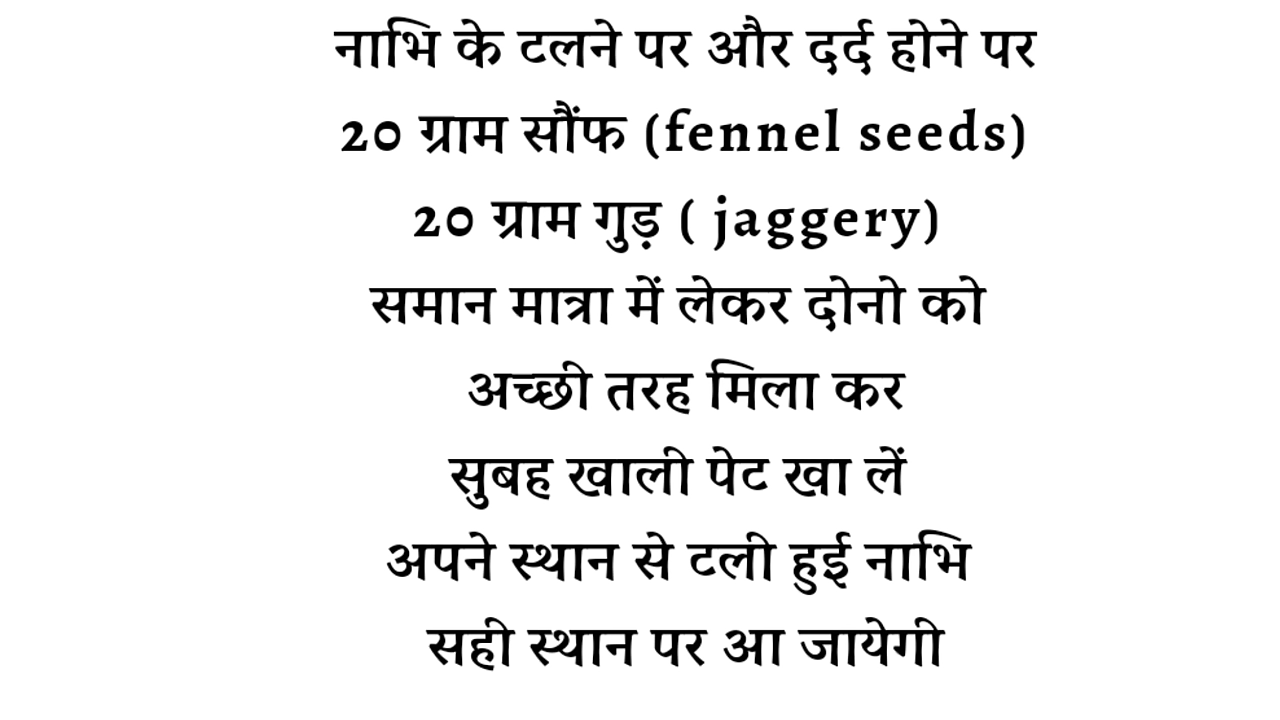 नाभि के टलने पर और दर्द होने पर
20 ग्राम सौंफ (fennel seeds)
20 ग्राम गुड़ ( jaggery)
समान मात्रा में लेकर दोनो को
अच्छी तरह मिला कर
सुबह खाली पेट खा लें
अपने स्थान से टली हुई नाभि
सही स्थान पर आ जायेगी